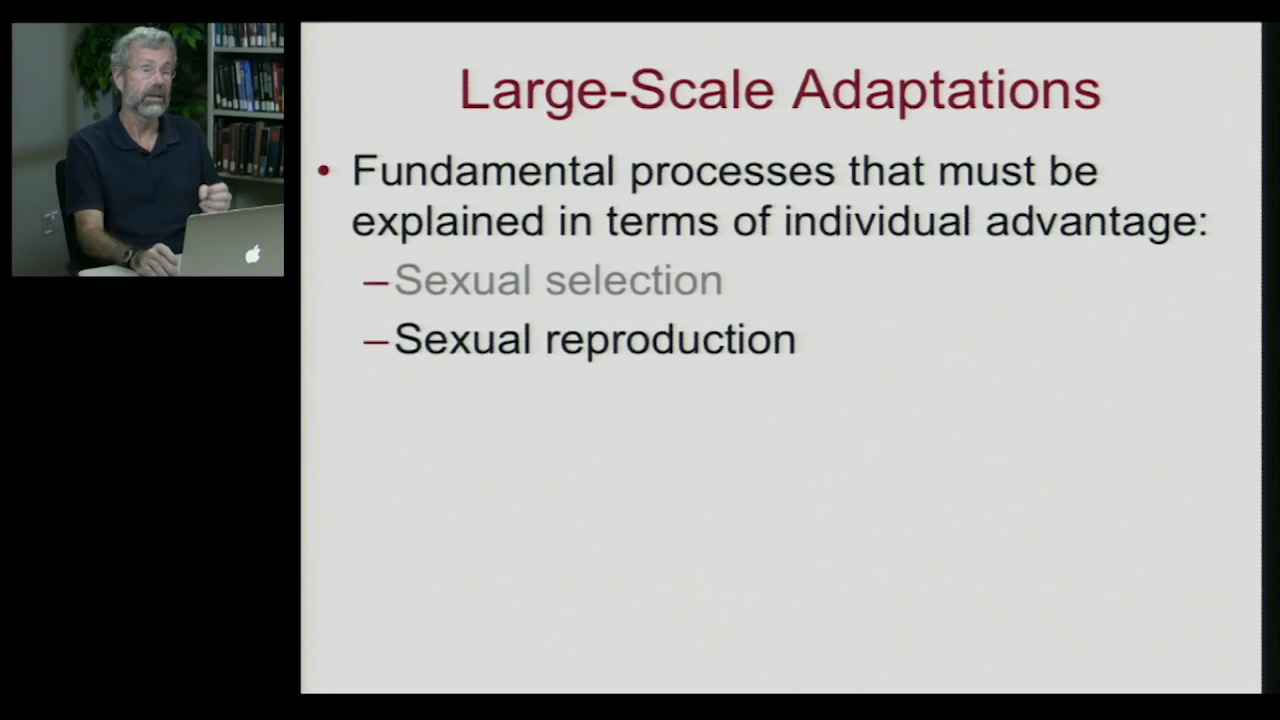 Large-Scale Adaptations
• Fundamental processes that must be
explained in terms of individual advantage:
–Sexual selection
–Sexual reproduction